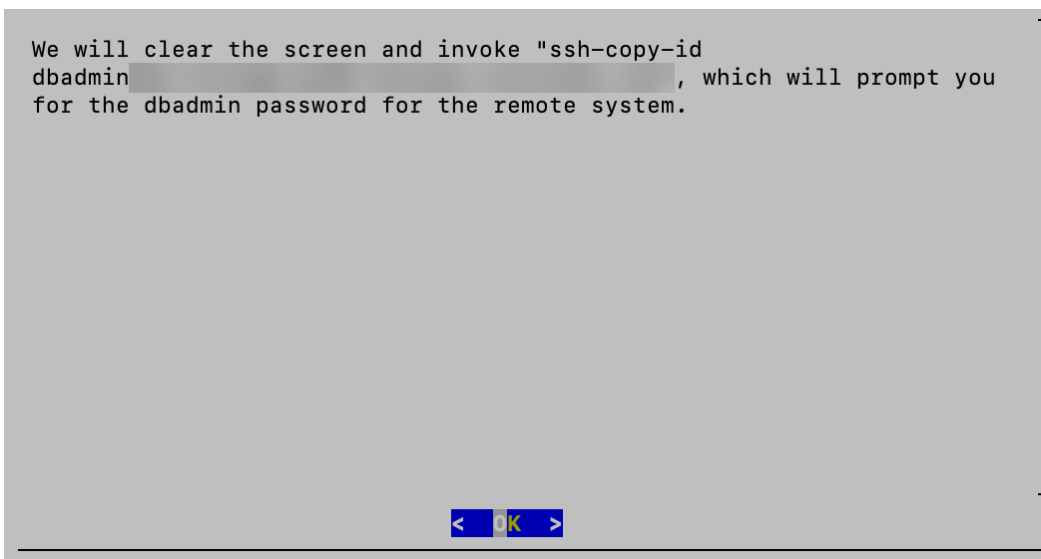 We will clear the screen and invoke "ssh-copy-id
dbadmin , which will prompt you
for the dbadmin password for the remote system.
< OK >